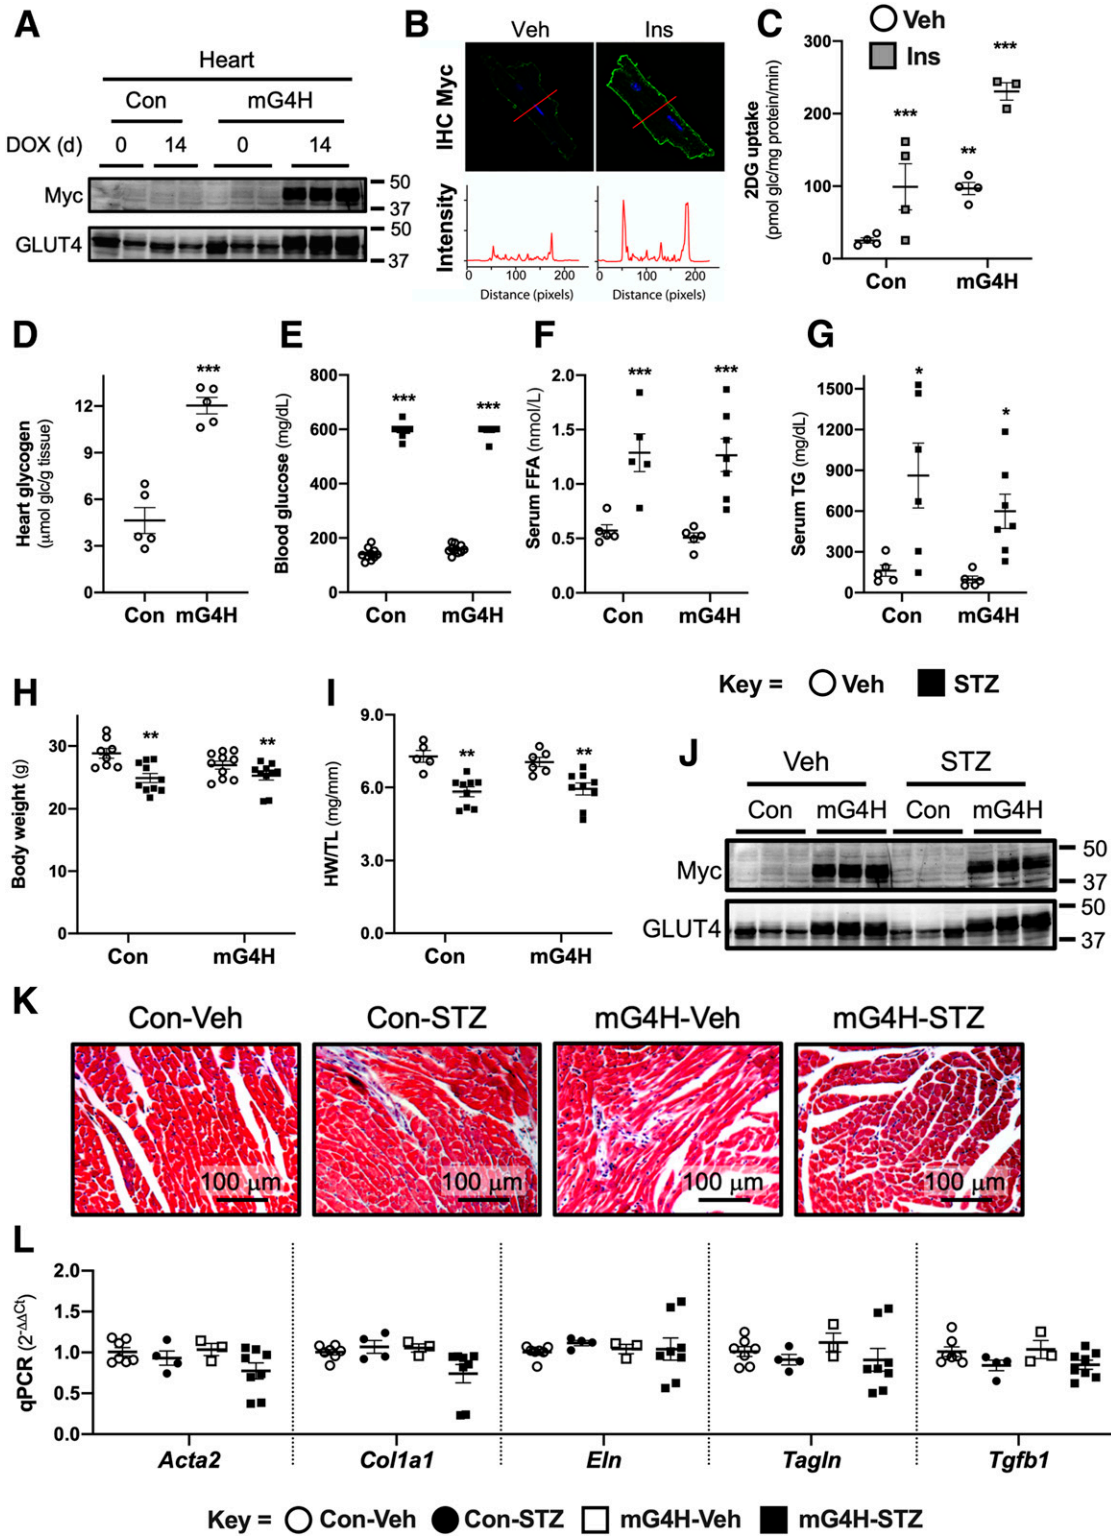 A
Heart
Con mG4H
DOX (d) 0 14 0 14
Myc
50
37
GLUT4
50
37
B
Veh Ins
IHC Myc
Intensity
0 100 200 0 100 200
Distance (pixels) Distance (pixels)
C
Veh
Ins
2DG uptake
(pmol glc/mg protein/min)
300
200
100
0
***
**
***
Con mG4H
D
Heart glycogen
(μmol glc/g tissue)
12
9
6
3
0
***
Con mG4H
E
Blood glucose (mg/dL)
800
600
400
200
0
*** ***
Con mG4H
F
Serum FFA (nmol/L)
2.0
1.5
1.0
0.5
0.0
*** ***
Con mG4H
G
Serum TG (mg/dL)
1500
1200
900
600
300
0
* *
Con mG4H
Key = Veh STZ
H
Body weight (g)
30
20
10
0
** **
Con mG4H
I
HW/TL (mg/mm)
9.0
6.0
3.0
0.0
** **
Con mG4H
J
Veh STZ
Con mG4H Con mG4H
Myc
50
37
GLUT4
50
37
K
Con-Veh Con-STZ mG4H-Veh mG4H-STZ
100 μm 100 μm 100 μm 100 μm
L
qPCR (2-ΔΔCt)
2.0
1.5
1.0
0.5
0.0
Acta2 Col1a1 Eln Tagln Tgfb1
Key = Con-Veh Con-STZ mG4H-Veh mG4H-STZ